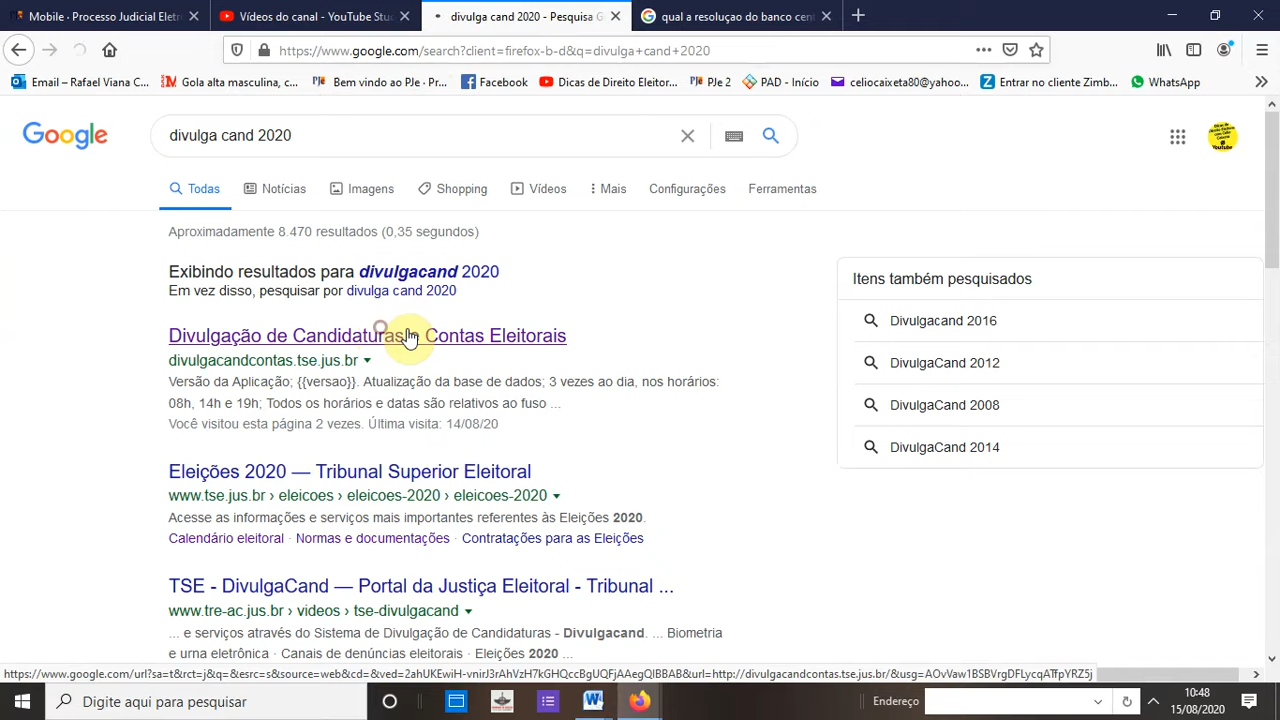 Mobile · Processo Judicial Eletr
Vídeos do canal - YouTube Stu
divulga cand 2020 - Pesquisa G
qual a resoluçao do banco cent
https://www.google.com/search?client=firefox-b-d&q=divulga+cand+2020
Email – Rafael Viana C...
Gola alta masculina, c...
Bem vindo ao PJe · Pr...
Facebook
Dicas de Direito Eleitor...
PJe 2
PAD - Início
celiocaixeta80@yahoo...
Entrar no cliente Zimb...
WhatsApp
Google
divulga cand 2020
Todas
Notícias
Imagens
Shopping
Vídeos
Mais
Configurações
Ferramentas
Aproximadamente 8.470 resultados (0,35 segundos)
Exibindo resultados para divulgacand 2020
Em vez disso, pesquisar por divulga cand 2020
Divulgação de Candidaturas Contas Eleitorais
divulgacandcontas.tse.jus.br
Versão da Aplicação; {{versao}}. Atualização da base de dados; 3 vezes ao dia, nos horários:
08h, 14h e 19h; Todos os horários e datas são relativos ao fuso ...
Você visitou esta página 2 vezes. Última visita: 14/08/20
Eleições 2020 — Tribunal Superior Eleitoral
www.tse.jus.br › eleicoes › eleicoes-2020 › eleicoes-2020
Acesse as informações e serviços mais importantes referentes às Eleições 2020.
Calendário eleitoral · Normas e documentações · Contratações para as Eleições
TSE - DivulgaCand — Portal da Justiça Eleitoral - Tribunal ...
www.tre-ac.jus.br › videos › tse-divulgacand
... e serviços através do Sistema de Divulgação de Candidaturas - Divulgacand. ... Biometria
e urna eletrônica · Canais de denúncias eleitorais · Eleições 2020 ...
Itens também pesquisados
Divulgacand 2016
DivulgaCand 2012
DivulgaCand 2008
DivulgaCand 2014
Digite aqui para pesquisar
Endereço
10:48
15/08/2020